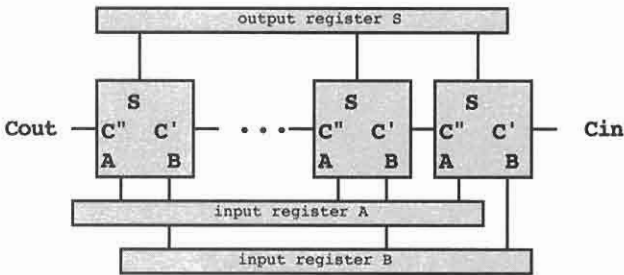 output register S
S S S
Cout C" C' • • • C" C' C" C' Cin
A B A B A B
input register A
input register B